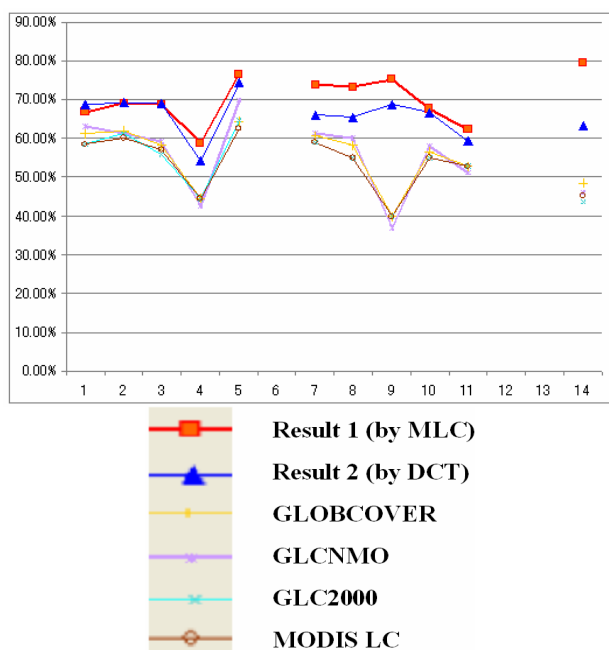 90.00%
80.00%
70.00%
60.00%
50.00%
40.00%
30.00%
20.00%
10.00%
0.00%
1 2 3 4 5 6 7 8 9 10 11 12 13 14
Result 1 (by MLC)
Result 2 (by DCT)
GLOBCOVER
GLCNMO
GLC2000
MODIS LC